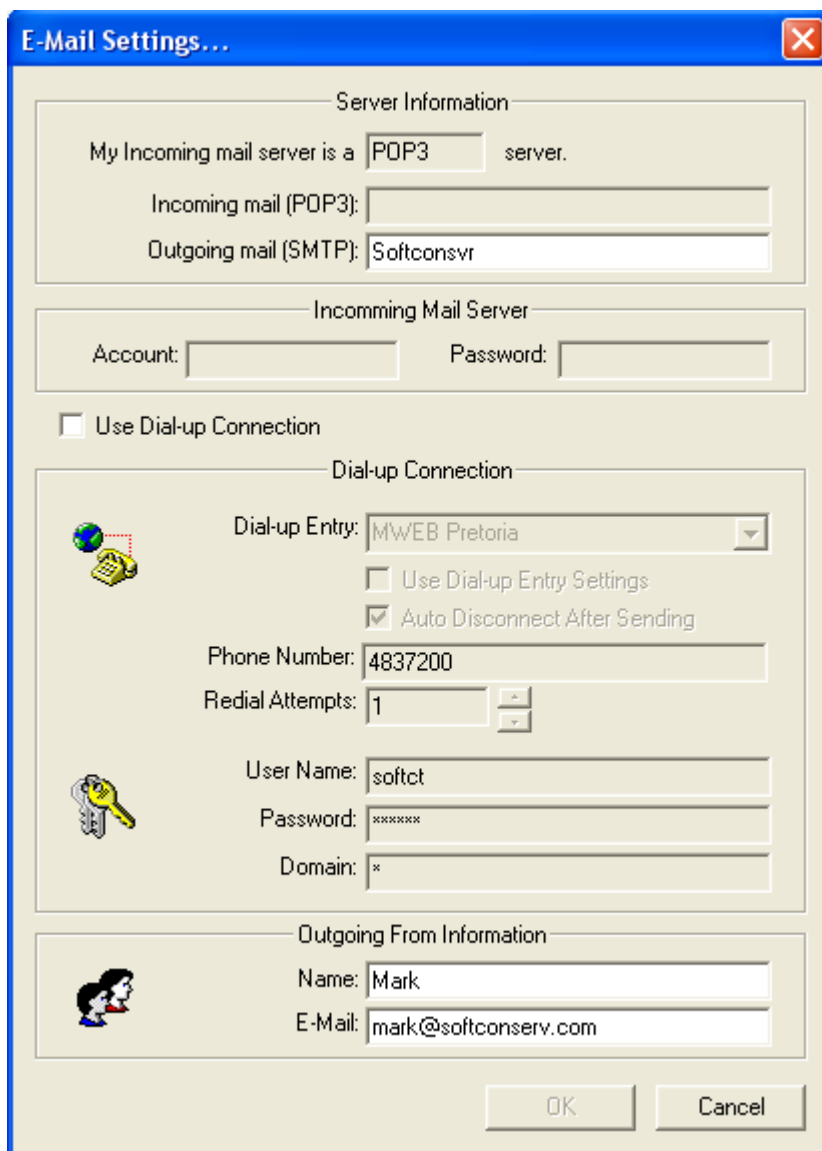 E-Mail Settings...
Server Information
My Incoming mail server is a POP3 server.
Incoming mail (POP3):
Outgoing mail (SMTP): Softconsvr
Incomming Mail Server
Account: Password:
Use Dial-up Connection
Dial-up Connection
Dial-up Entry: MWEB Pretoria
Use Dial-up Entry Settings
Auto Disconnect After Sending
Phone Number: 4837200
Redial Attempts: 1
User Name: softct
Password: ******
Domain: *
Outgoing From Information
Name: Mark
E-Mail: mark@softconserv.com
OK Cancel